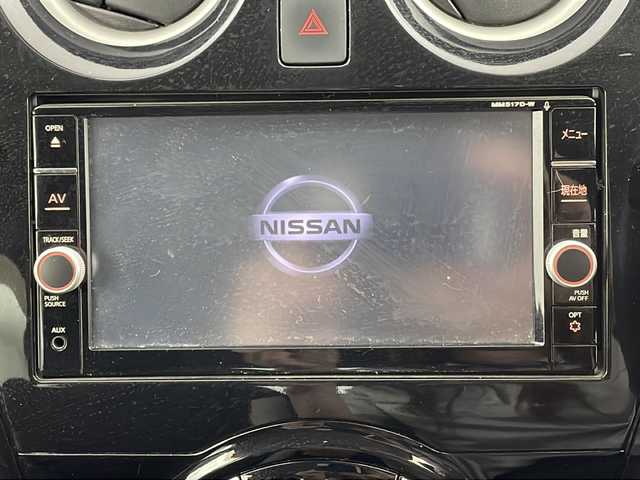 MM517D-W
OPEN
AV
TRACK/SEEK
PUSH
SOURCE
AUX
NISSAN
メニュー
現在地
音量
PUSH
AV OFF
OPT